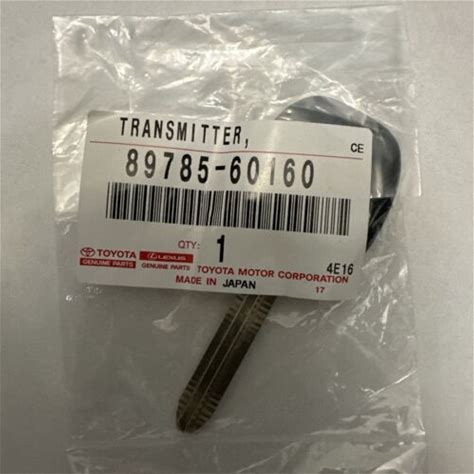 TRANSMITTER,
CE
89785-60160
QTY: 1
4E16
TOYOTA
GENUINE PARTS
LEXUS
GENUINE PARTS
TOYOTA MOTOR CORPORATION
MADE IN JAPAN
17